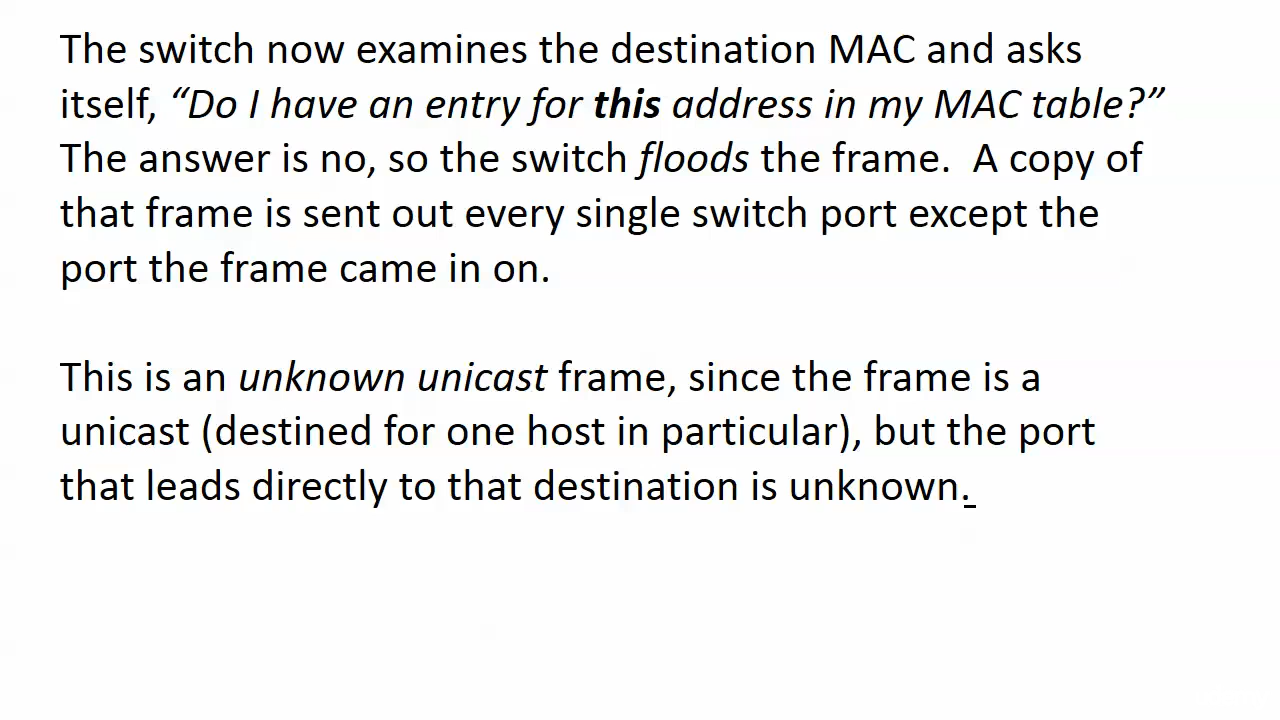 The switch now examines the destination MAC and asks
itself, “Do I have an entry for this address in my MAC table?”
The answer is no, so the switch floods the frame.  A copy of
that frame is sent out every single switch port except the
port the frame came in on.
This is an unknown unicast frame, since the frame is a
unicast (destined for one host in particular), but the port
that leads directly to that destination is unknown.